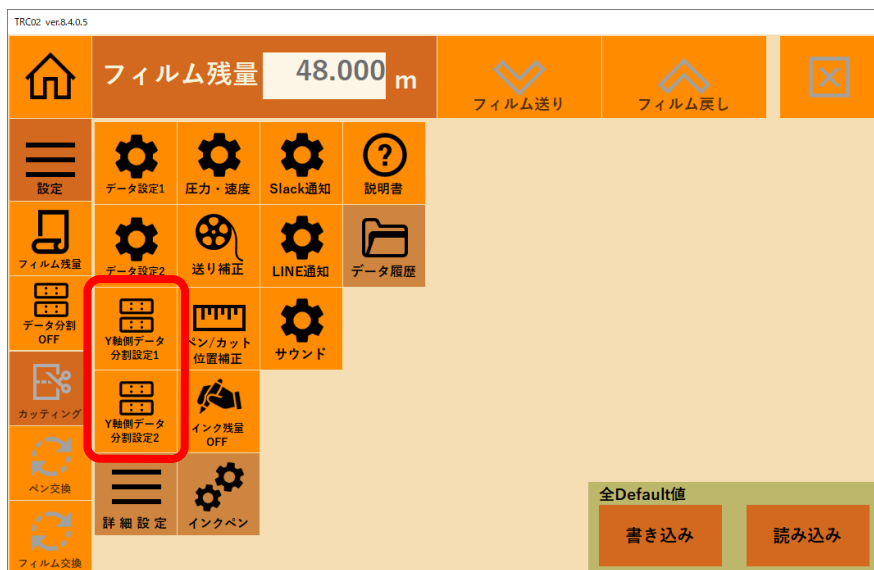 TRC02 ver.8.4.0.5
フィルム残量 48.000 m
フィルム送り
フィルム戻し
設定
データ設定1
圧力・速度
Slack通知
?
説明書
フィルム残量
データ設定2
送り補正
LINE通知
データ履歴
データ分割
OFF
Y軸側データ
分割設定1
ペン/カット
位置補正
サウンド
カッティング
Y軸側データ
分割設定2
インク残量
OFF
ペン交換
詳細設定
インクペン
フィルム交換
全Default値
書き込み
読み込み